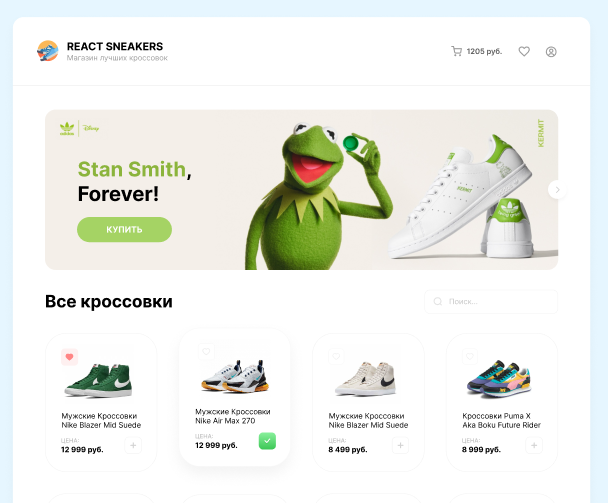 REACT SNEAKERS
Магазин лучших кроссовок
1205 руб.
adidas
Disney
KERMIT
Stan Smith,
Forever!
КУПИТЬ
KERMIT
Все кроссовки
Поиск...
Мужские Кроссовки
Nike Blazer Mid Suede
ЦЕНА:
12 999 руб.
Мужские Кроссовки
Nike Air Max 270
ЦЕНА:
12 999 руб.
Мужские Кроссовки
Nike Blazer Mid Suede
ЦЕНА:
8 499 руб.
Кроссовки Puma X
Aka Boku Future Rider
ЦЕНА:
8 999 руб.